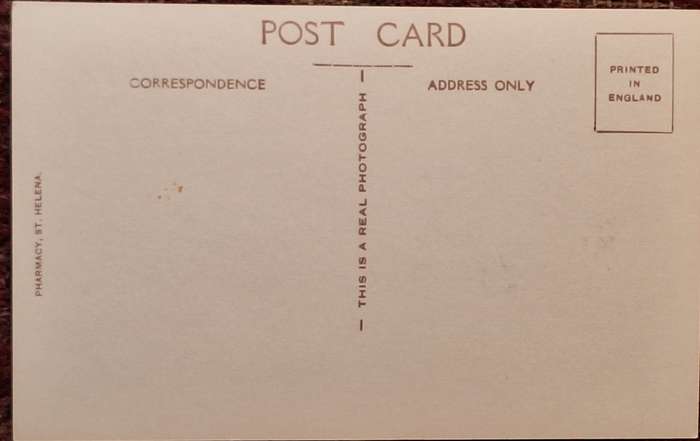 POST CARD
CORRESPONDENCE
ADDRESS ONLY
PRINTED
IN
ENGLAND
THIS IS A REAL PHOTOGRAPH
PHARMACY, ST. HELENA.